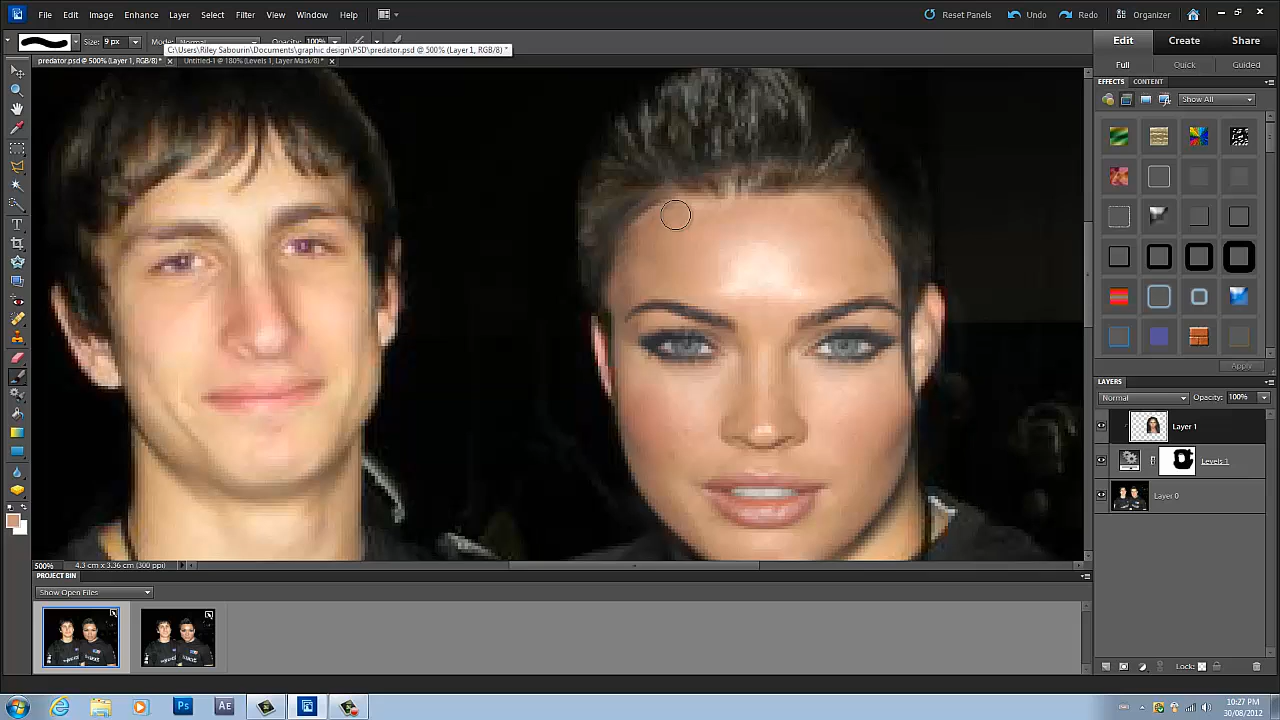 File Edit Image Enhance Layer Select Filter View Window Help
Reset Panels Undo Redo Organizer
Size: 9 px Mode: Opacity: 100%
C:\Users\Riley Sabourin\Documents\graphic design\PSD\predator.psd @ 500% (Layer 1, RGB/8) *
Edit Create Share
predator.psd @ 500% (Layer 1, RGB/8) * x Untitled-1 @ 180% (Levels 1, Layer Mask/8) * x
Full Quick Guided
EFFECTS CONTENT
Show All
Apply
LAYERS
Normal Opacity: 100%
Layer 1
Levels 1
Layer 0
500% 4.3 cm x 3.36 cm (300 ppi)
PROJECT BIN
Show Open Files
Lock:
Ps AE
10:27 PM
30/08/2012